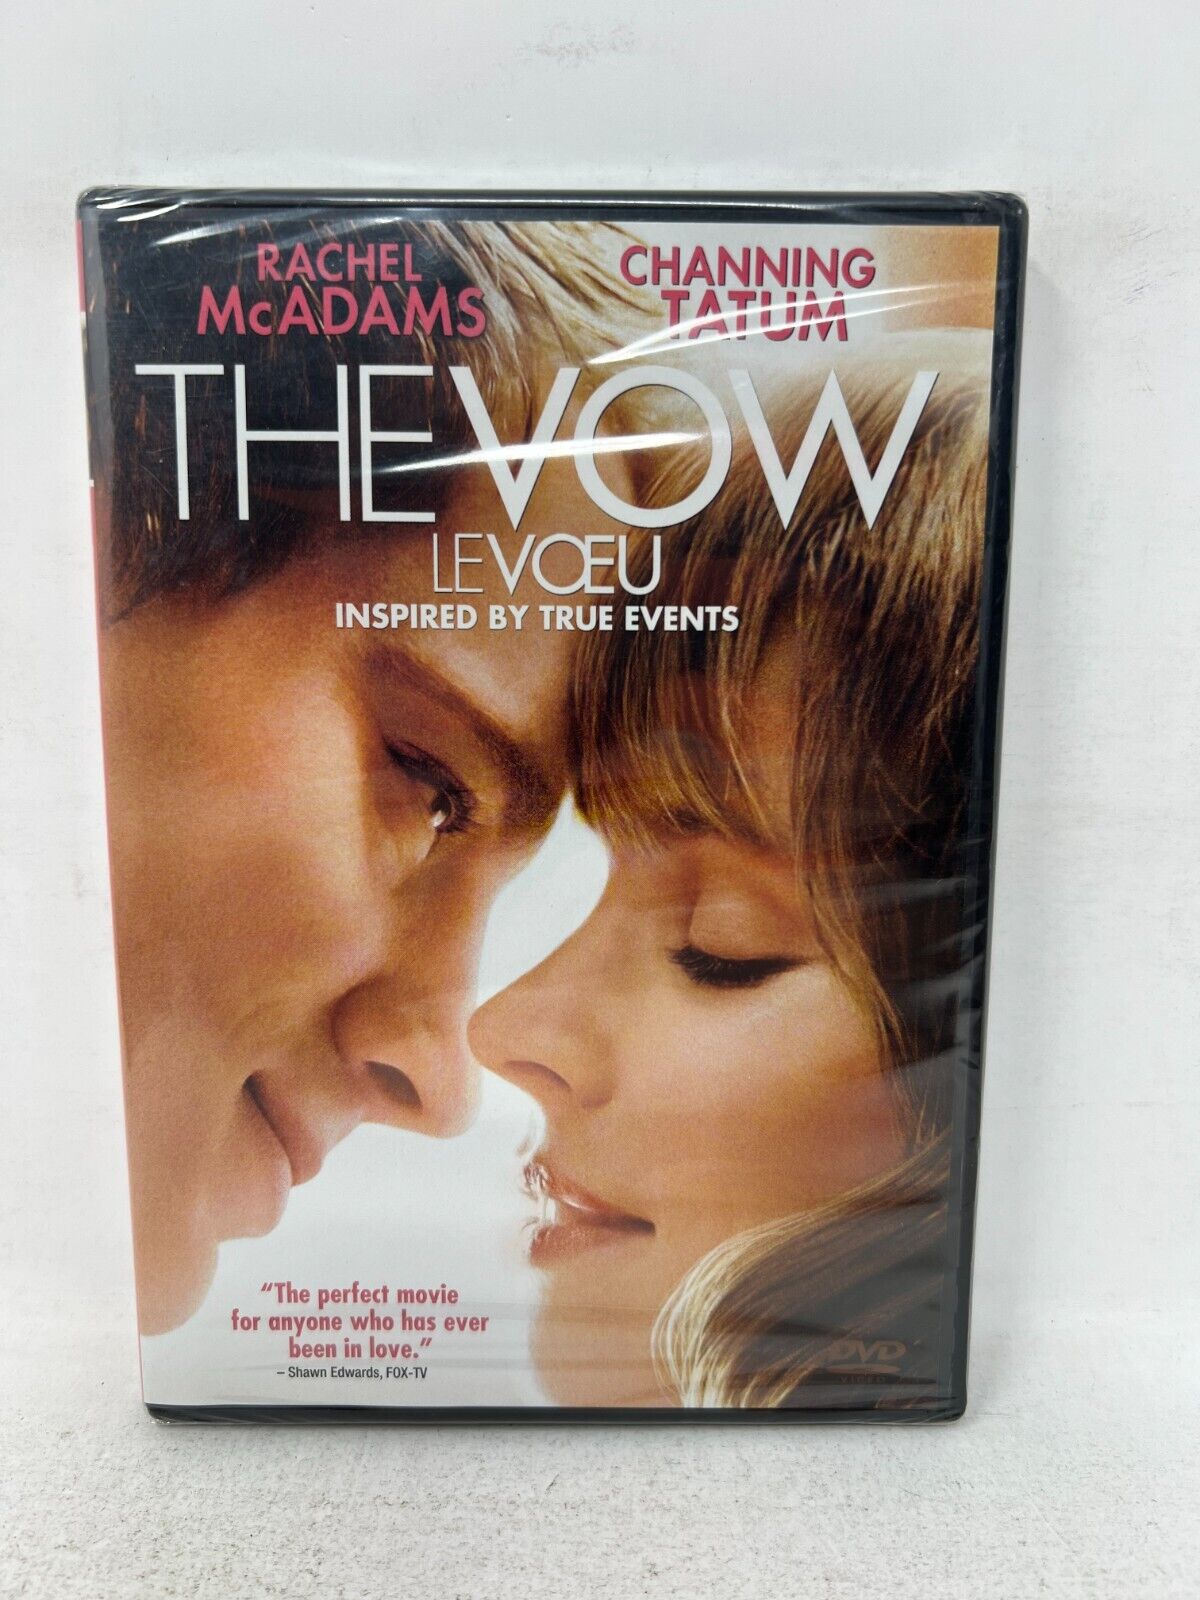 RACHEL
McADAMS
CHANNING
TATUM
THE VOW
LE VŒU
INSPIRED BY TRUE EVENTS
“The perfect movie
for anyone who has ever
been in love.”
– Shawn Edwards, FOX-TV
DVD
VIDEO